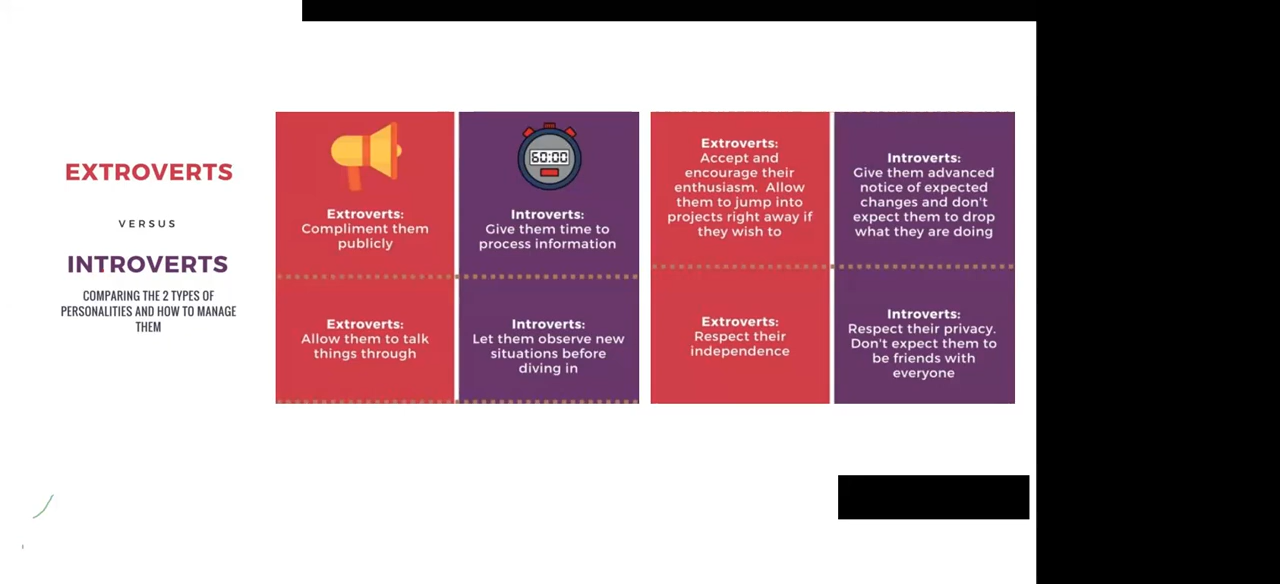 EXTROVERTS
VERSUS
INTROVERTS
COMPARING THE 2 TYPES OF
PERSONALITIES AND HOW TO MANAGE
THEM
Extroverts:
Compliment them
publicly
60:00
Introverts:
Give them time to
process information
Extroverts:
Allow them to talk
things through
Introverts:
Let them observe new
situations before
diving in
Extroverts:
Accept and
encourage their
enthusiasm. Allow
them to jump into
projects right away if
they wish to
Introverts:
Give them advanced
notice of expected
changes and don't
expect them to drop
what they are doing
Extroverts:
Respect their
independence
Introverts:
Respect their privacy.
Don't expect them to
be friends with
everyone